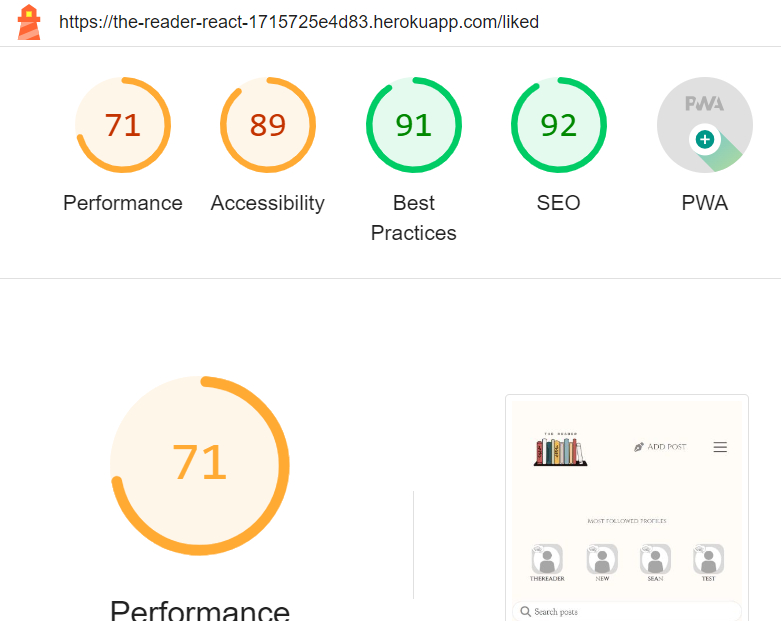 https://the-reader-react-1715725e4d83.herokuapp.com/liked
PWA
71 89 91 92
Performance Accessibility Best Practices SEO PWA
71
Performance
THE READER
ADD POST
MOST FOLLOWED PROFILES
THEREADER NEW SEAN TEST
Search posts